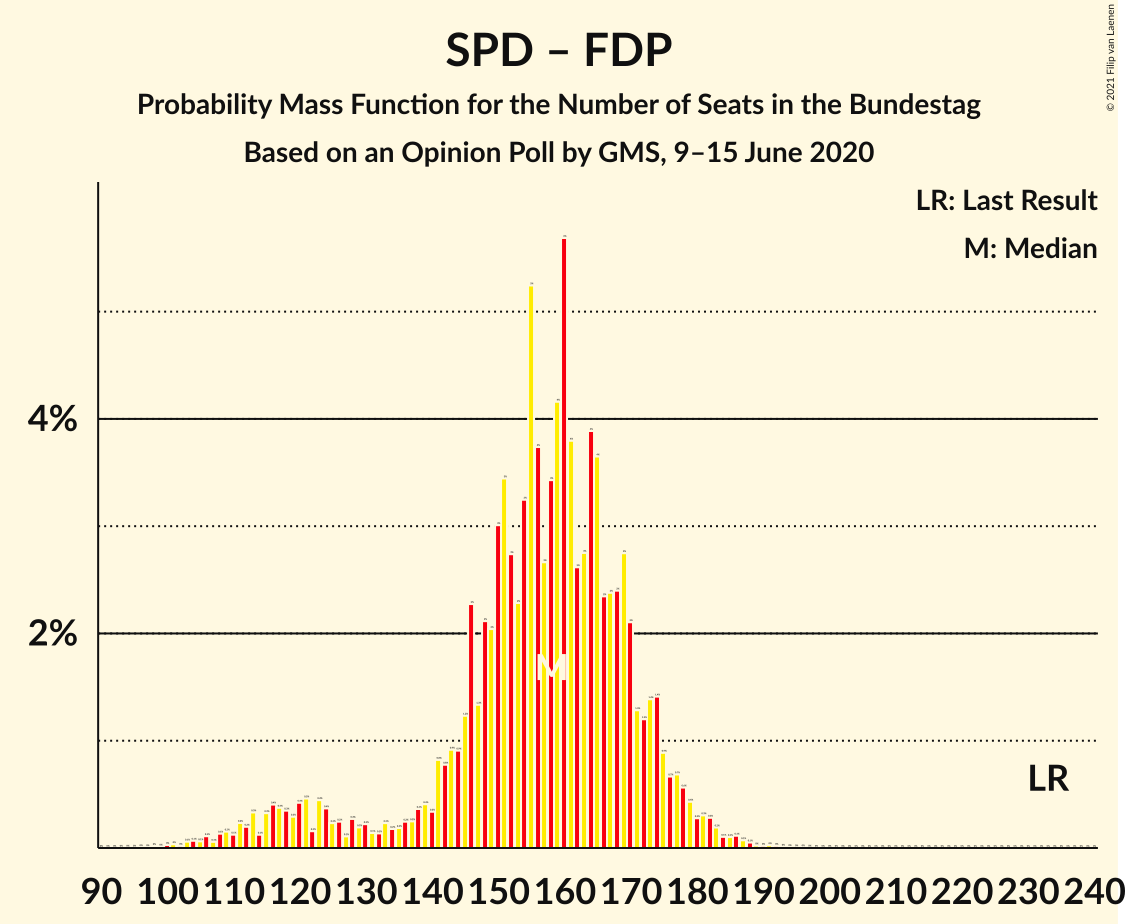 SPD – FDP
Probability Mass Function for the Number of Seats in the Bundestag
Based on an Opinion Poll by GMS, 9–15 June 2020
© 2021 Filip van Laenen
LR: Last Result
M: Median
4%
2%
M
LR
90 100 110 120 130 140 150 160 170 180 190 200 210 220 230 240